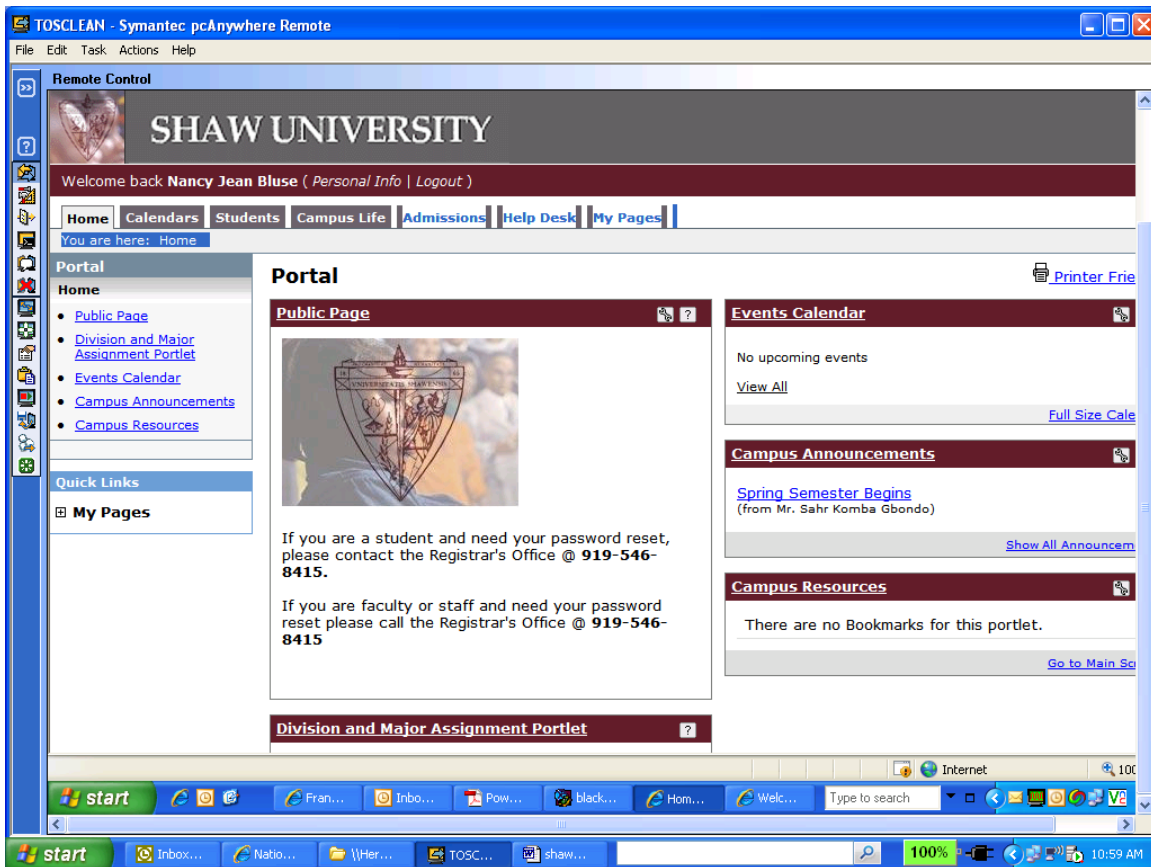 TOSCLEAN - Symantec pcAnywhere Remote
File Edit Task Actions Help
Remote Control
SHAW UNIVERSITY
Welcome back Nancy Jean Bluse ( Personal Info | Logout )
Home Calendars Students Campus Life Admissions Help Desk My Pages
You are here: Home
Portal
Home
Public Page
Division and Major
Assignment Portlet
Events Calendar
Campus Announcements
Campus Resources
Quick Links
My Pages
Portal
Printer Frie
Public Page
UNIVERSITATIS SHAWENSIS
If you are a student and need your password reset,
please contact the Registrar's Office @ 919-546-
8415.
If you are faculty or staff and need your password
reset please call the Registrar's Office @ 919-546-
8415
Division and Major Assignment Portlet
Events Calendar
No upcoming events
View All
Full Size Cale
Campus Announcements
Spring Semester Begins
(from Mr. Sahr Komba Gbondo)
Show All Announcem
Campus Resources
There are no Bookmarks for this portlet.
Go to Main Scr
Internet 100
start Fran... Inbo... Pow... black... Hom... Welc... Type to search V2
start Inbox... Natio... \\Her... TOSC... shaw... 100% 10:59 AM